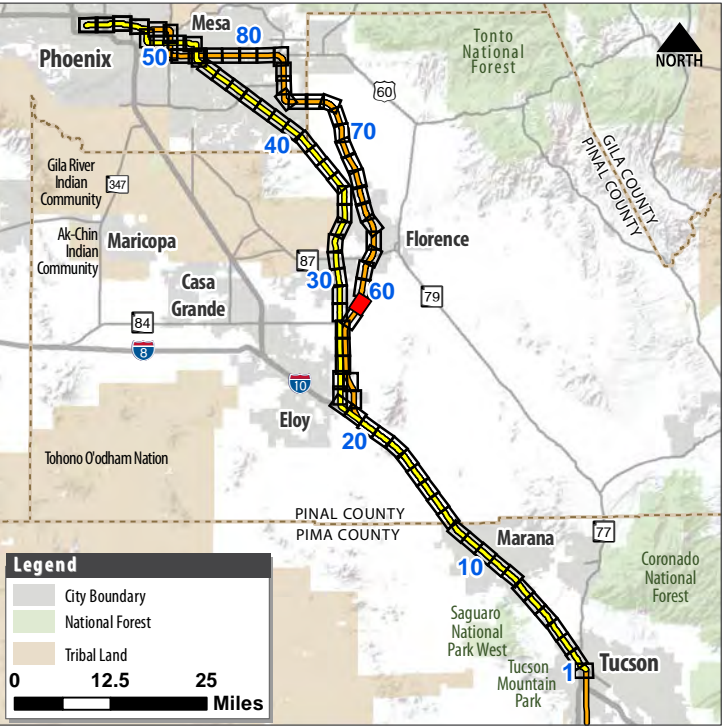 Mesa
80
Phoenix
50
Tonto
National
Forest
NORTH
60
70
40
GILA COUNTY
PINAL COUNTY
Gila River
Indian
Community
347
Ak-Chin
Indian
Community
Maricopa
Florence
87
30
60
79
Casa
Grande
84
8
10
Eloy
20
Tohono O'odham Nation
PINAL COUNTY
PIMA COUNTY
Marana
77
10
Coronado
National
Forest
Saguaro
National
Park West
Tucson
Mountain
Park
1
Tucson
Legend
City Boundary
National Forest
Tribal Land
0 12.5 25
Miles